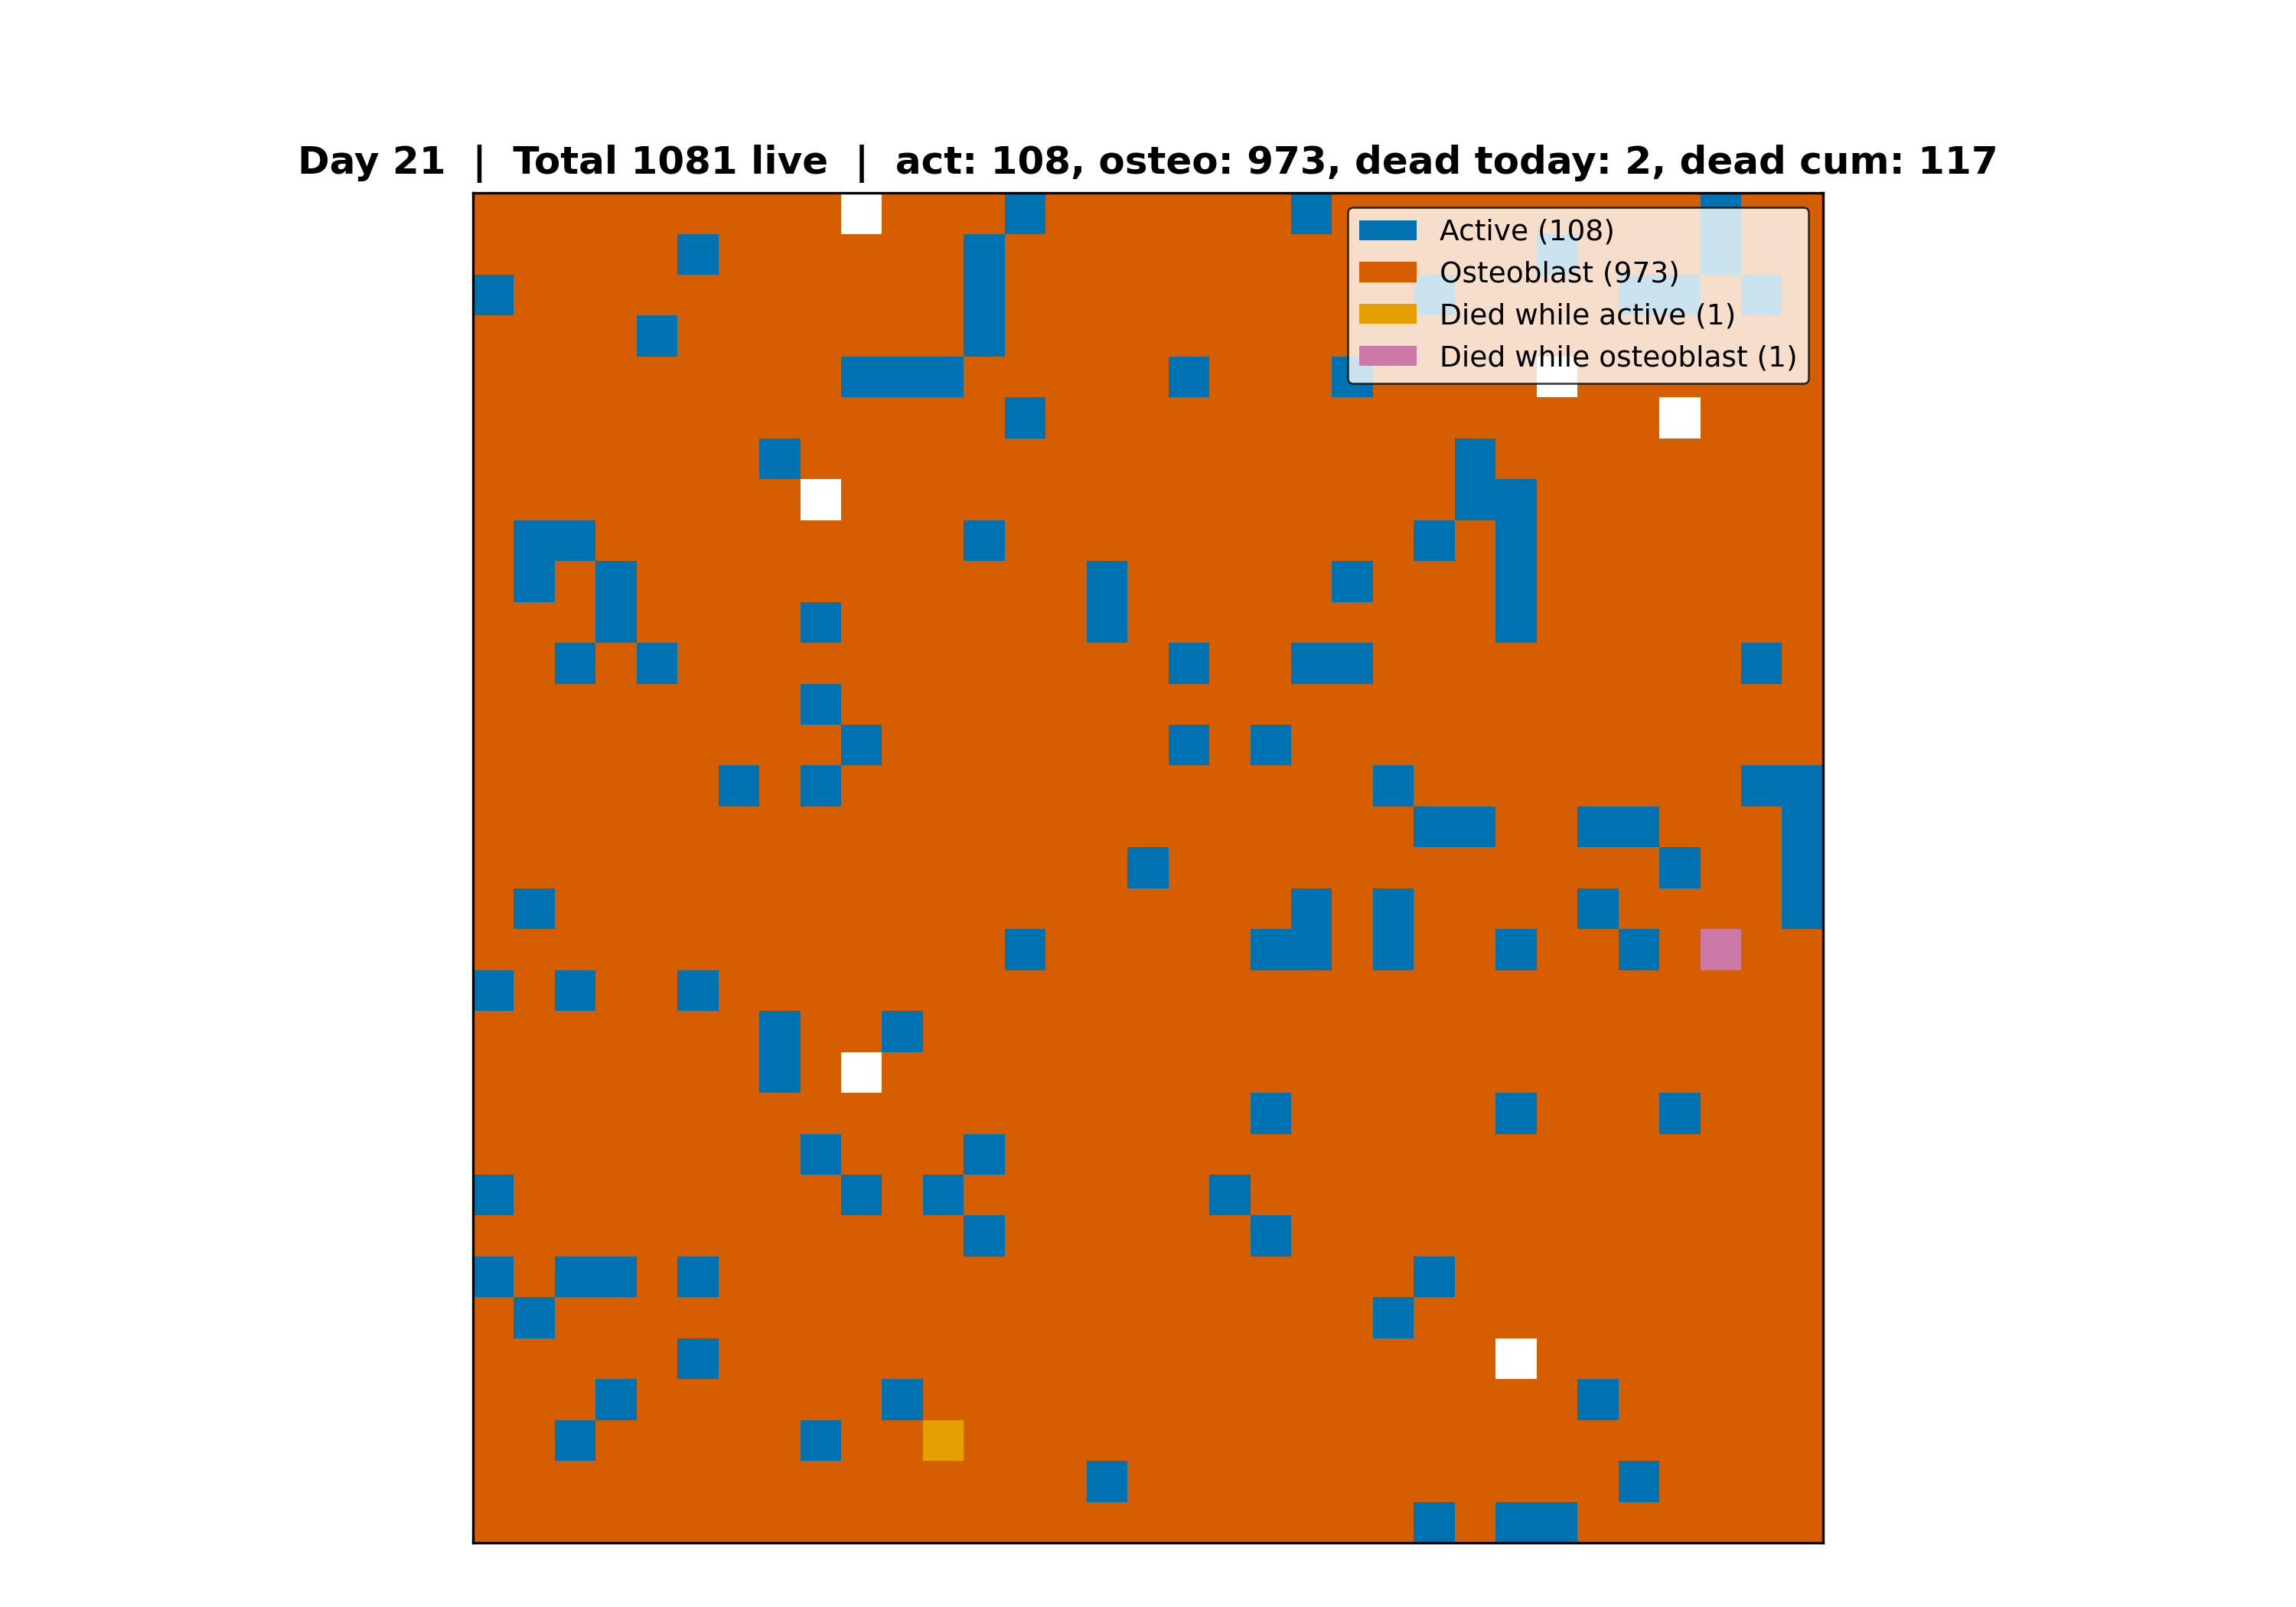 Day 21 | Total 1081 live | act: 108, osteo: 973, dead today: 2, dead cum: 117
Active (108)
Osteoblast (973)
Died while active (1)
Died while osteoblast (1)